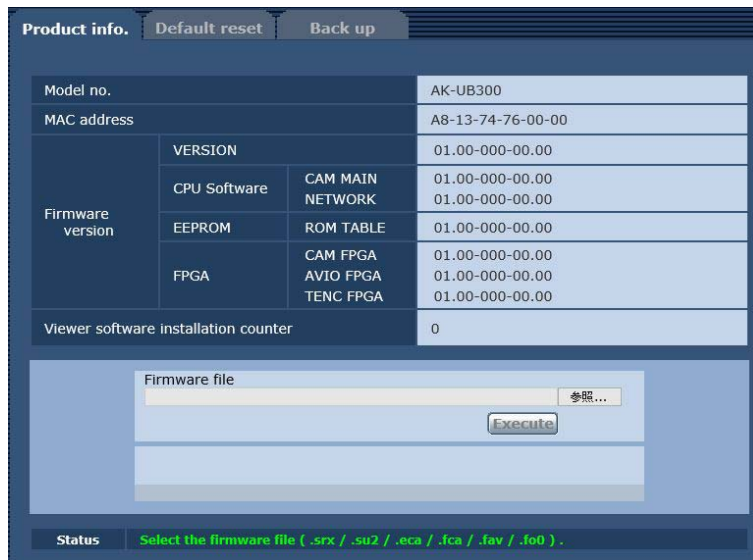 Product info. Default reset Back up
Model no. AK-UB300
MAC address A8-13-74-76-00-00
VERSION 01.00-000-00.00
CPU Software CAM MAIN 01.00-000-00.00
NETWORK 01.00-000-00.00
Firmware version
EEPROM ROM TABLE 01.00-000-00.00
FPGA CAM FPGA 01.00-000-00.00
AVIO FPGA 01.00-000-00.00
TENC FPGA 01.00-000-00.00
Viewer software installation counter 0
Firmware file
参照...
Execute
Status Select the firmware file ( .srx / .su2 / .eca / .fca / .fav / .fo0 ) .